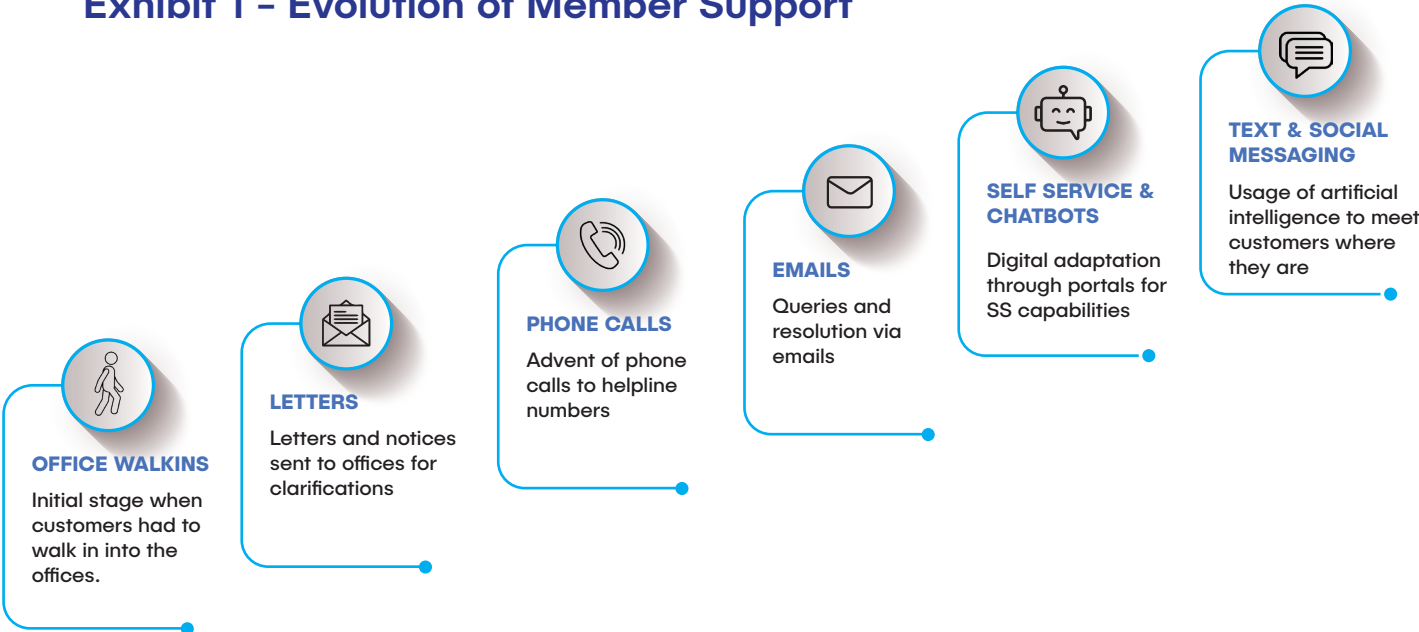 Exhibit 1 – Evolution of Member Support
OFFICE WALKINS
Initial stage when
customers had to
walk in into the
offices.
LETTERS
Letters and notices
sent to offices for
clarifications
PHONE CALLS
Advent of phone
calls to helpline
numbers
EMAILS
Queries and
resolution via
emails
SELF SERVICE &
CHATBOTS
Digital adaptation
through portals for
SS capabilities
TEXT & SOCIAL
MESSAGING
Usage of artificial
intelligence to meet
customers where
they are